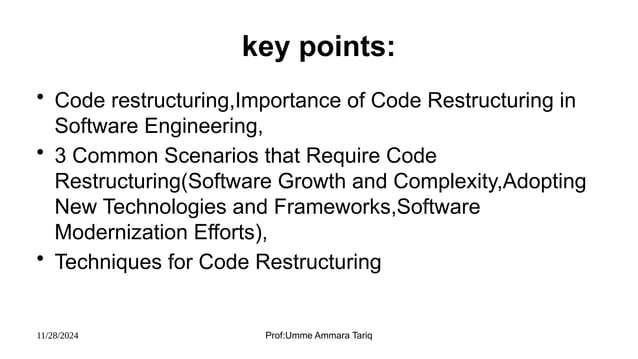 key points:
• Code restructuring,Importance of Code Restructuring in
Software Engineering,
• 3 Common Scenarios that Require Code
Restructuring(Software Growth and Complexity,Adopting
New Technologies and Frameworks,Software
Modernization Efforts),
• Techniques for Code Restructuring
11/28/2024 Prof:Umme Ammara Tariq